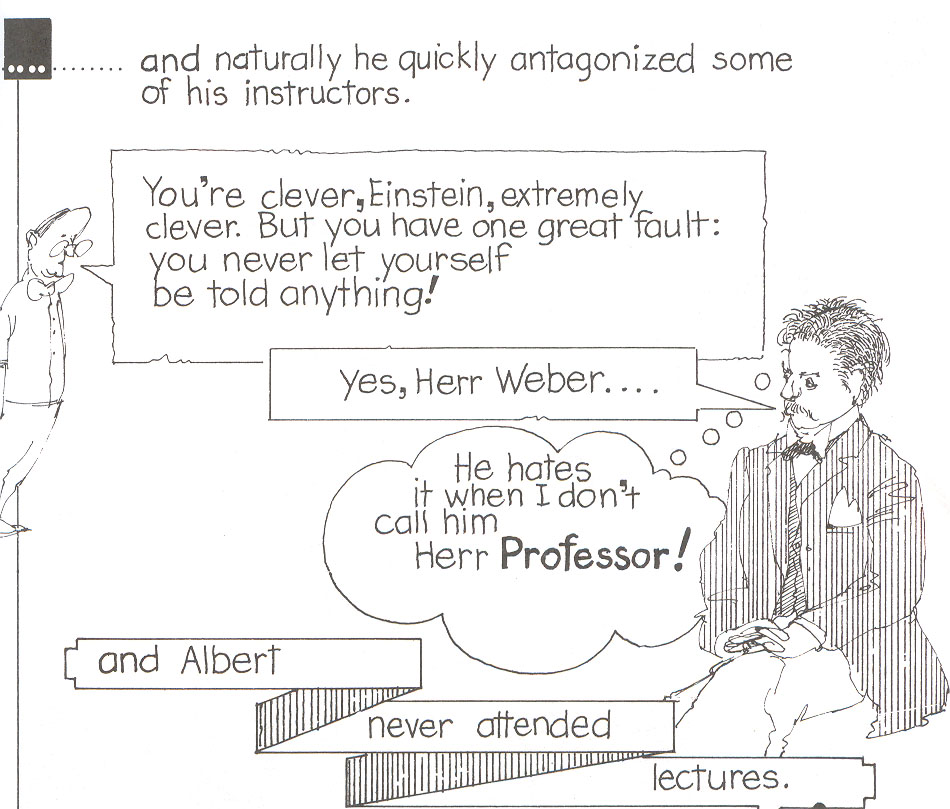 ........ and naturally he quickly antagonized some
of his instructors.
You're clever, Einstein, extremely
clever. But you have one great fault:
you never let yourself
be told anything!
Yes, Herr Weber....
He hates
it when I don't
call him
Herr Professor!
and Albert
never attended
lectures.